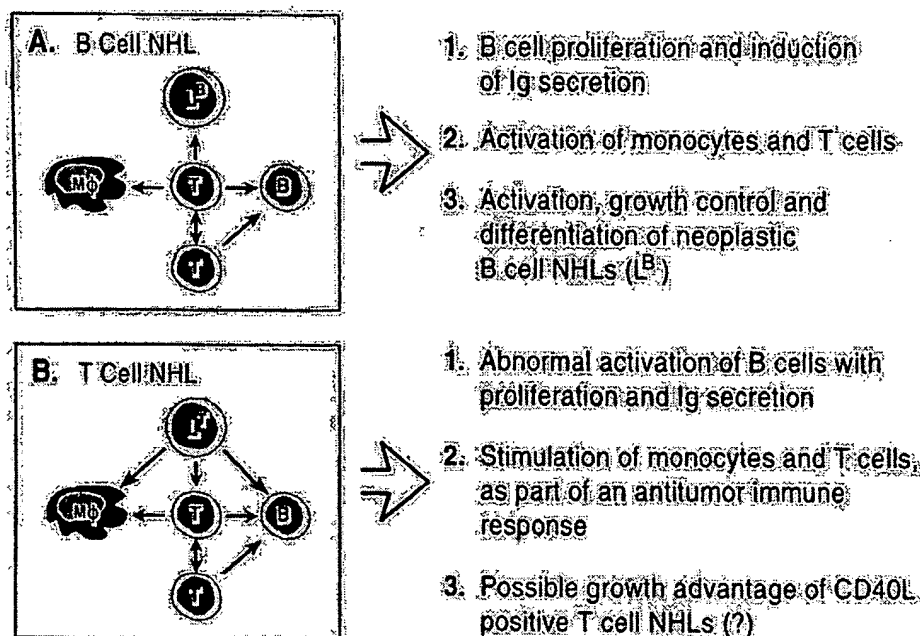 A. B Cell NHL
L^B
MΦ T B
T
1. B cell proliferation and induction
of Ig secretion
2. Activation of monocytes and T cells
3. Activation, growth control and
differentiation of neoplastic
B cell NHLs (L^B)
B. T Cell NHL
L^T
MΦ T B
T
1. Abnormal activation of B cells with
proliferation and Ig secretion
2. Stimulation of monocytes and T cells,
as part of an antitumor immune
response
3. Possible growth advantage of CD40L
positive T cell NHLs (?)